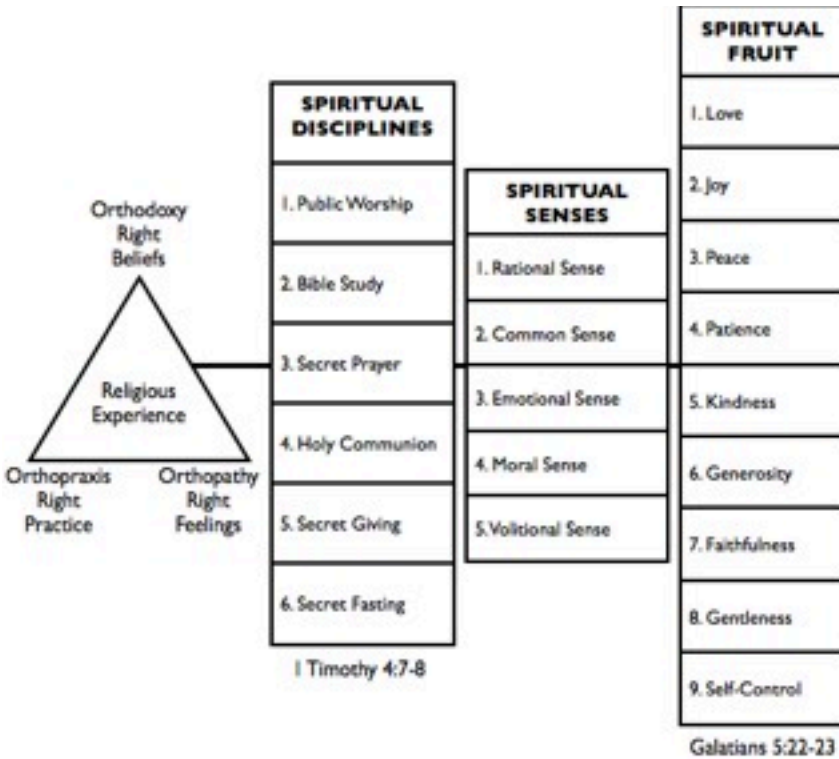 Orthodoxy
Right
Beliefs
Religious
Experience
Orthopraxis
Right
Practice
Orthopathy
Right
Feelings
SPIRITUAL
DISCIPLINES
1. Public Worship
2. Bible Study
3. Secret Prayer
4. Holy Communion
5. Secret Giving
6. Secret Fasting
1 Timothy 4:7-8
SPIRITUAL
SENSES
1. Rational Sense
2. Common Sense
3. Emotional Sense
4. Moral Sense
5. Volitional Sense
SPIRITUAL
FRUIT
1. Love
2. Joy
3. Peace
4. Patience
5. Kindness
6. Generosity
7. Faithfulness
8. Gentleness
9. Self-Control
Galatians 5:22-23